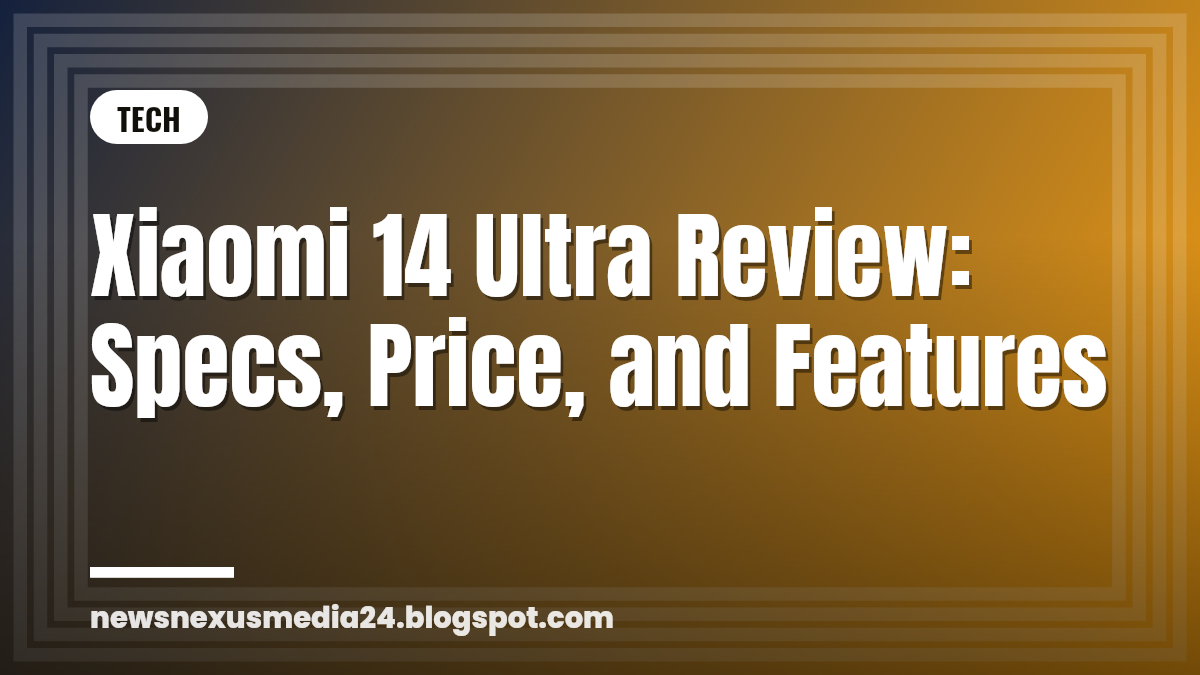 TECH
Xiaomi 14 Ultra Review:
Specs, Price, and Features
newsnexusmedia24.blogspot.com